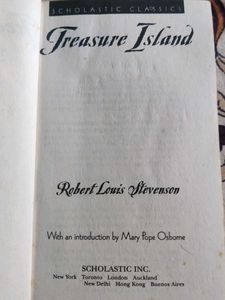 SCHOLASTIC CLASSICS
Treasure Island
Robert Louis Stevenson
With an introduction by Mary Pope Osborne
SCHOLASTIC INC.
New York Toronto London Auckland
New Delhi Hong Kong Buenos Aires